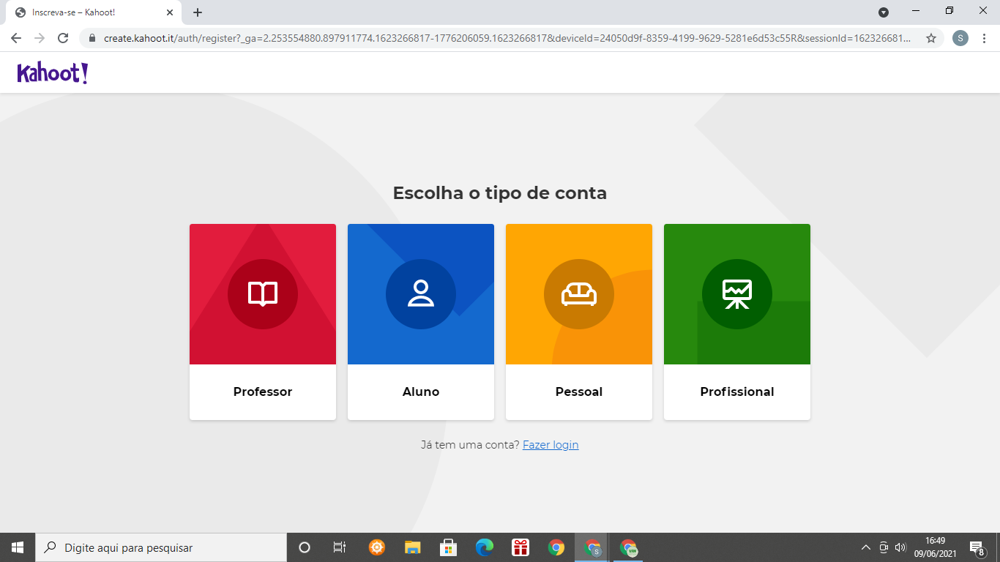 Inscreva-se – Kahoot!
create.kahoot.it/auth/register?_ga=2.253554880.897911774.1623266817-1776206059.1623266817&deviceId=24050d9f-8359-4199-9629-5281e6d53c55R&sessionId=162326681...
S
Kahoot!
Escolha o tipo de conta
Professor
Aluno
Pessoal
Profissional
Já tem uma conta? Fazer login
Digite aqui para pesquisar
S
16:49
09/06/2021
8